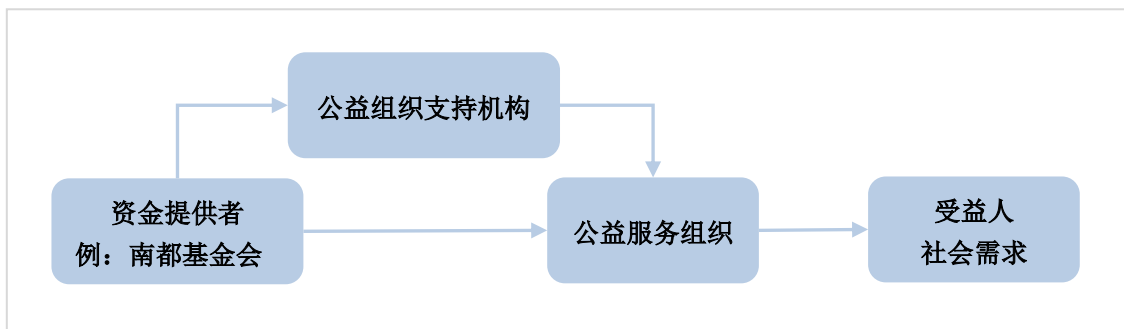 公益组织支持机构
资金提供者
例：南都基金会
公益服务组织
受益人
社会需求